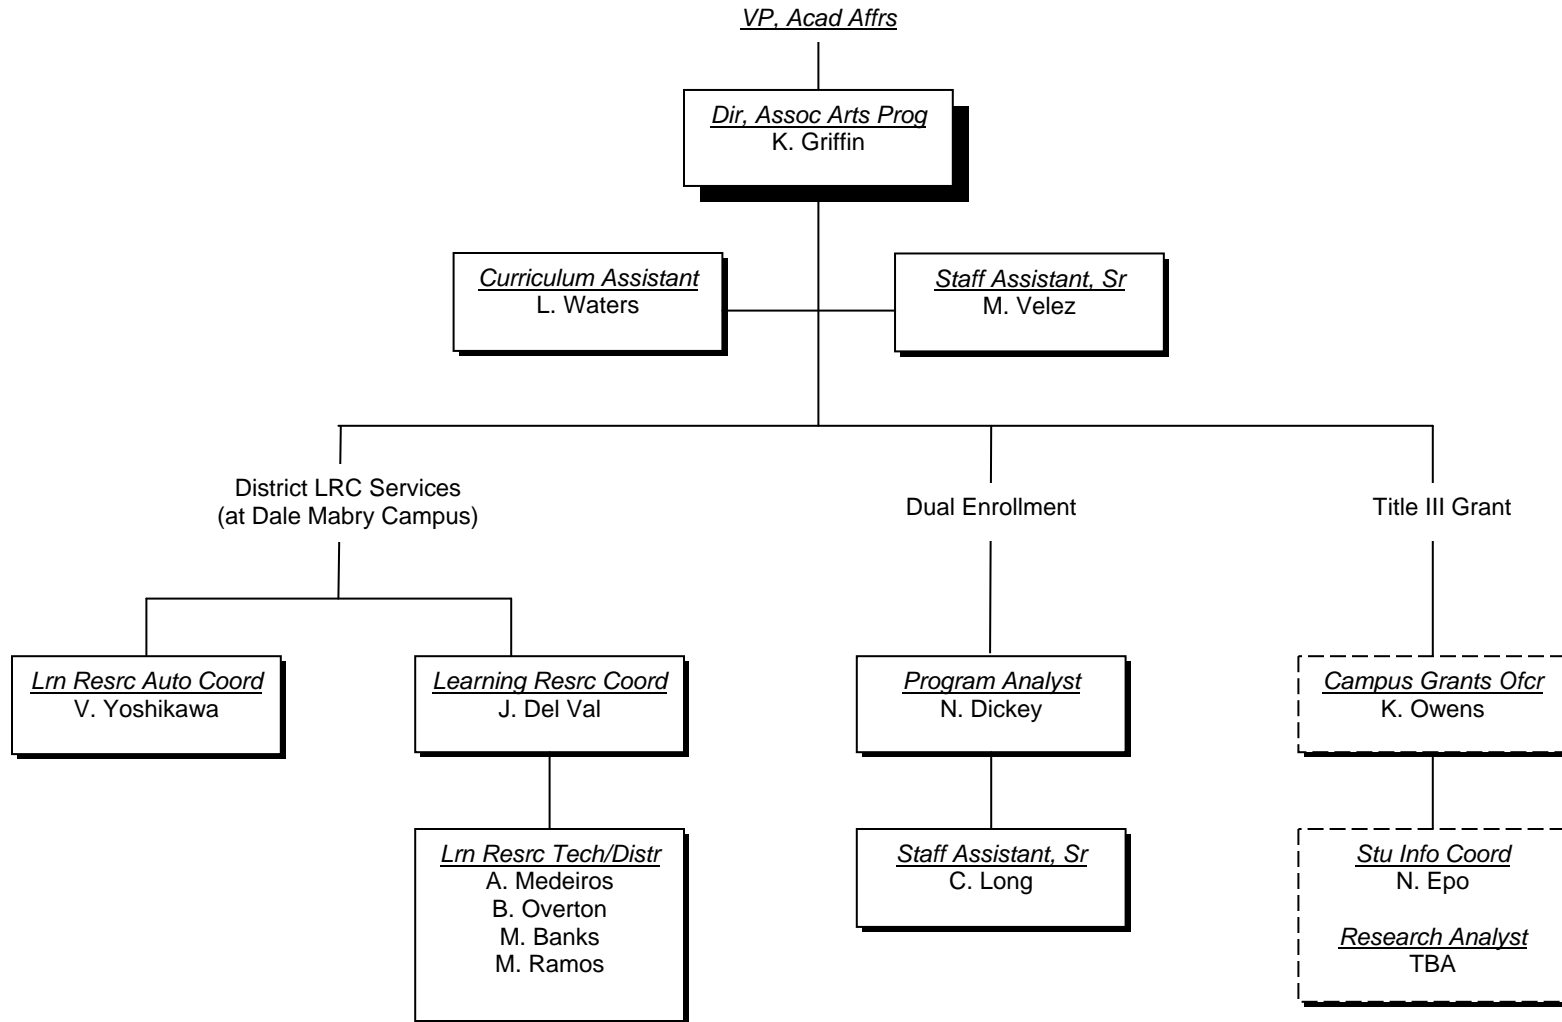 VP, Acad Affrs
Dir, Assoc Arts Prog
K. Griffin
Curriculum Assistant
L. Waters
Staff Assistant, Sr
M. Velez
District LRC Services
(at Dale Mabry Campus)
Dual Enrollment
Title III Grant
Lrn Resrc Auto Coord
V. Yoshikawa
Learning Resrc Coord
J. Del Val
Program Analyst
N. Dickey
Campus Grants Ofcr
K. Owens
Lrn Resrc Tech/Distr
A. Medeiros
B. Overton
M. Banks
M. Ramos
Staff Assistant, Sr
C. Long
Stu Info Coord
N. Epo
Research Analyst
TBA